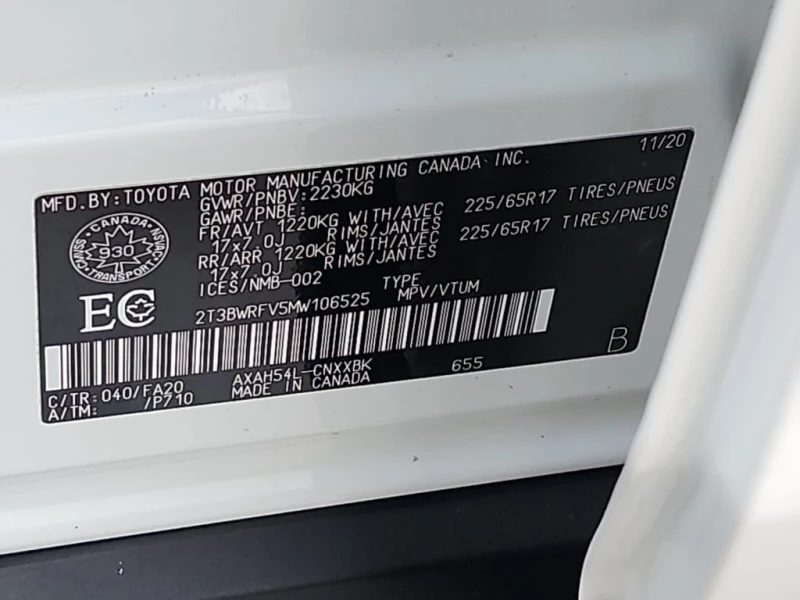 11/20
MFD.BY:TOYOTA MOTOR MANUFACTURING CANADA INC.
GVWR/PNBV:2230KG
GAWR/PNBE:
FR/AVT 1220KG WITH/AVEC 225/65R17 TIRES/PNEUS
17x7.0J RIMS/JANTES
RR/ARR 1220KG WITH/AVEC 225/65R17 TIRES/PNEUS
17x7.0J RIMS/JANTES
ICES/NMB-002
CANADA
930
TRANSPORT
CMVSS
NSVAC
EC
TYPE
2T3BWRFV5MW106525 MPV/VTUM
C/TR: 040/FA20 AXAH54L-CNXXBK 655 B
A/TM: /P710 MADE IN CANADA